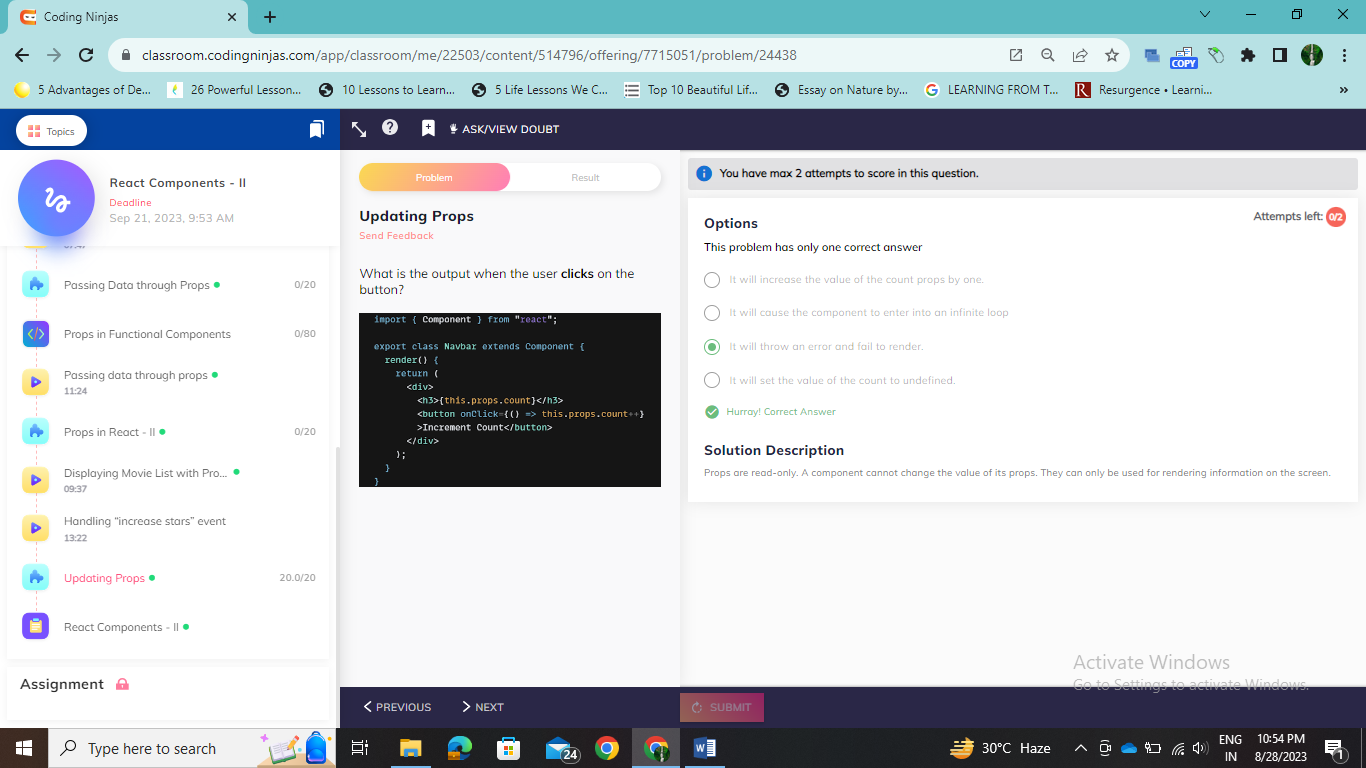 Coding Ninjas
classroom.codingninjas.com/app/classroom/me/22503/content/514796/offering/7715051/problem/24438
COPY
5 Advantages of De...
26 Powerful Lesson...
10 Lessons to Learn...
5 Life Lessons We C...
Top 10 Beautiful Lif...
Essay on Nature by...
LEARNING FROM T...
Resurgence • Learni...
»
Topics
ASK/VIEW DOUBT
React Components - II
Deadline
Sep 21, 2023, 9:53 AM
Passing Data through Props
0/20
Props in Functional Components
0/80
Passing data through props
11:24
Props in React - II
0/20
Displaying Movie List with Pro...
09:37
Handling “increase stars” event
13:22
Updating Props
20.0/20
React Components - II
Assignment
Problem
Result
Updating Props
Send Feedback
What is the output when the user clicks on the
button?
import { Component } from "react";
export class Navbar extends Component {
render() {
return (
<div>
<h3>{this.props.count}</h3>
<button onClick={() => this.props.count++}
>Increment Count</button>
</div>
);
}
}
PREVIOUS
NEXT
You have max 2 attempts to score in this question.
Options
Attempts left: 0/2
This problem has only one correct answer
It will increase the value of the count props by one.
It will cause the component to enter into an infinite loop
It will throw an error and fail to render.
It will set the value of the count to undefined.
Hurray! Correct Answer
Solution Description
Props are read-only. A component cannot change the value of its props. They can only be used for rendering information on the screen.
SUBMIT
Activate Windows
Go to Settings to activate Windows.
Type here to search
24
30°C Haze
ENG
IN
10:54 PM
8/28/2023
1